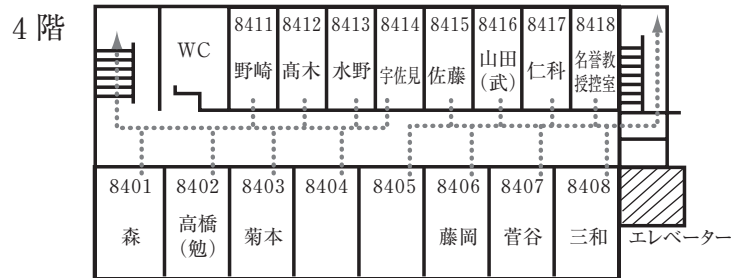 4 階
WC
8411
野崎
8412
髙木
8413
水野
8414
宇佐見
8415
佐藤
8416
山田
(武)
8417
仁科
8418
名誉教
授控室
8401
森
8402
高橋
(勉)
8403
菊本
8404
8405
8406
藤岡
8407
菅谷
8408
三和
エレベーター